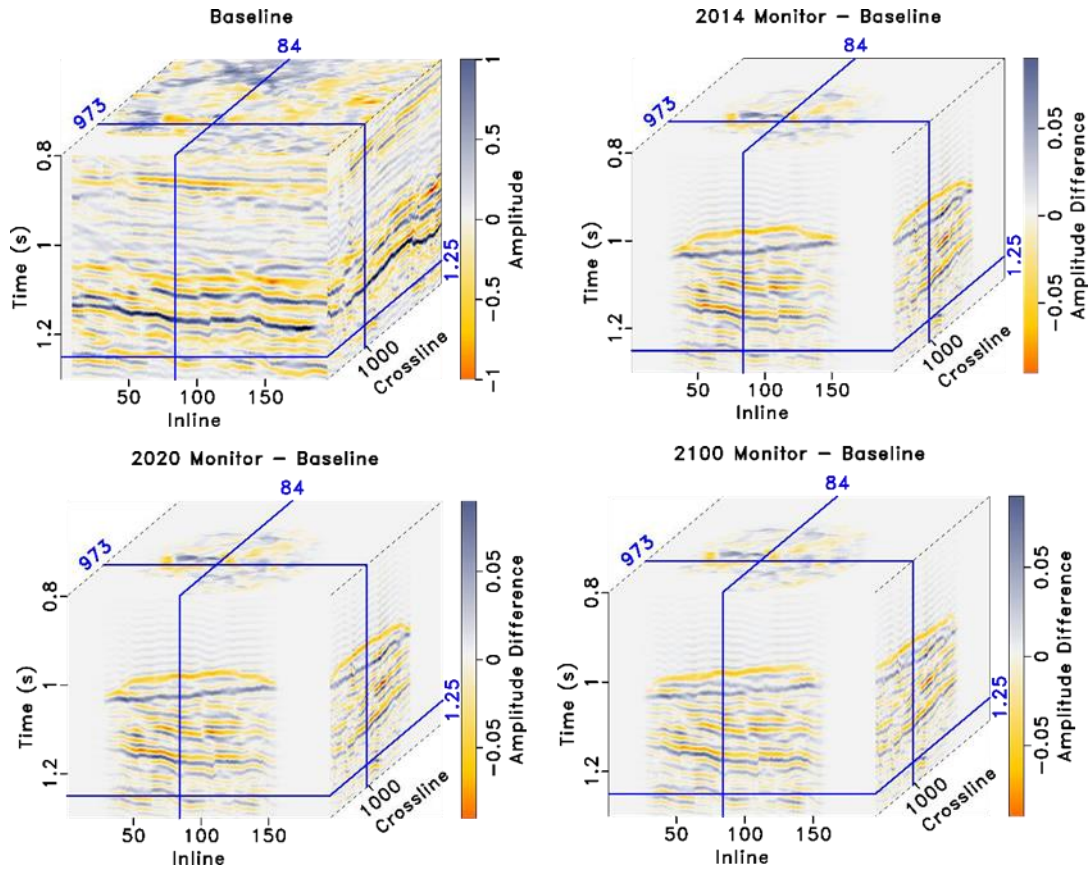 Baseline
84
973
0.8
1
1.2
Time (s)
50 100 150
Inline
1000
Crossline
1.25
1
0.5
0
−0.5
−1
Amplitude
2014 Monitor − Baseline
84
973
0.8
1
1.2
Time (s)
50 100 150
Inline
1000
Crossline
1.25
0.05
0
−0.05
Amplitude Difference
2020 Monitor − Baseline
84
973
0.8
1
1.2
Time (s)
50 100 150
Inline
1000
Crossline
1.25
0.05
0
−0.05
Amplitude Difference
2100 Monitor − Baseline
84
973
0.8
1
1.2
Time (s)
50 100 150
Inline
1000
Crossline
1.25
0.05
0
−0.05
Amplitude Difference